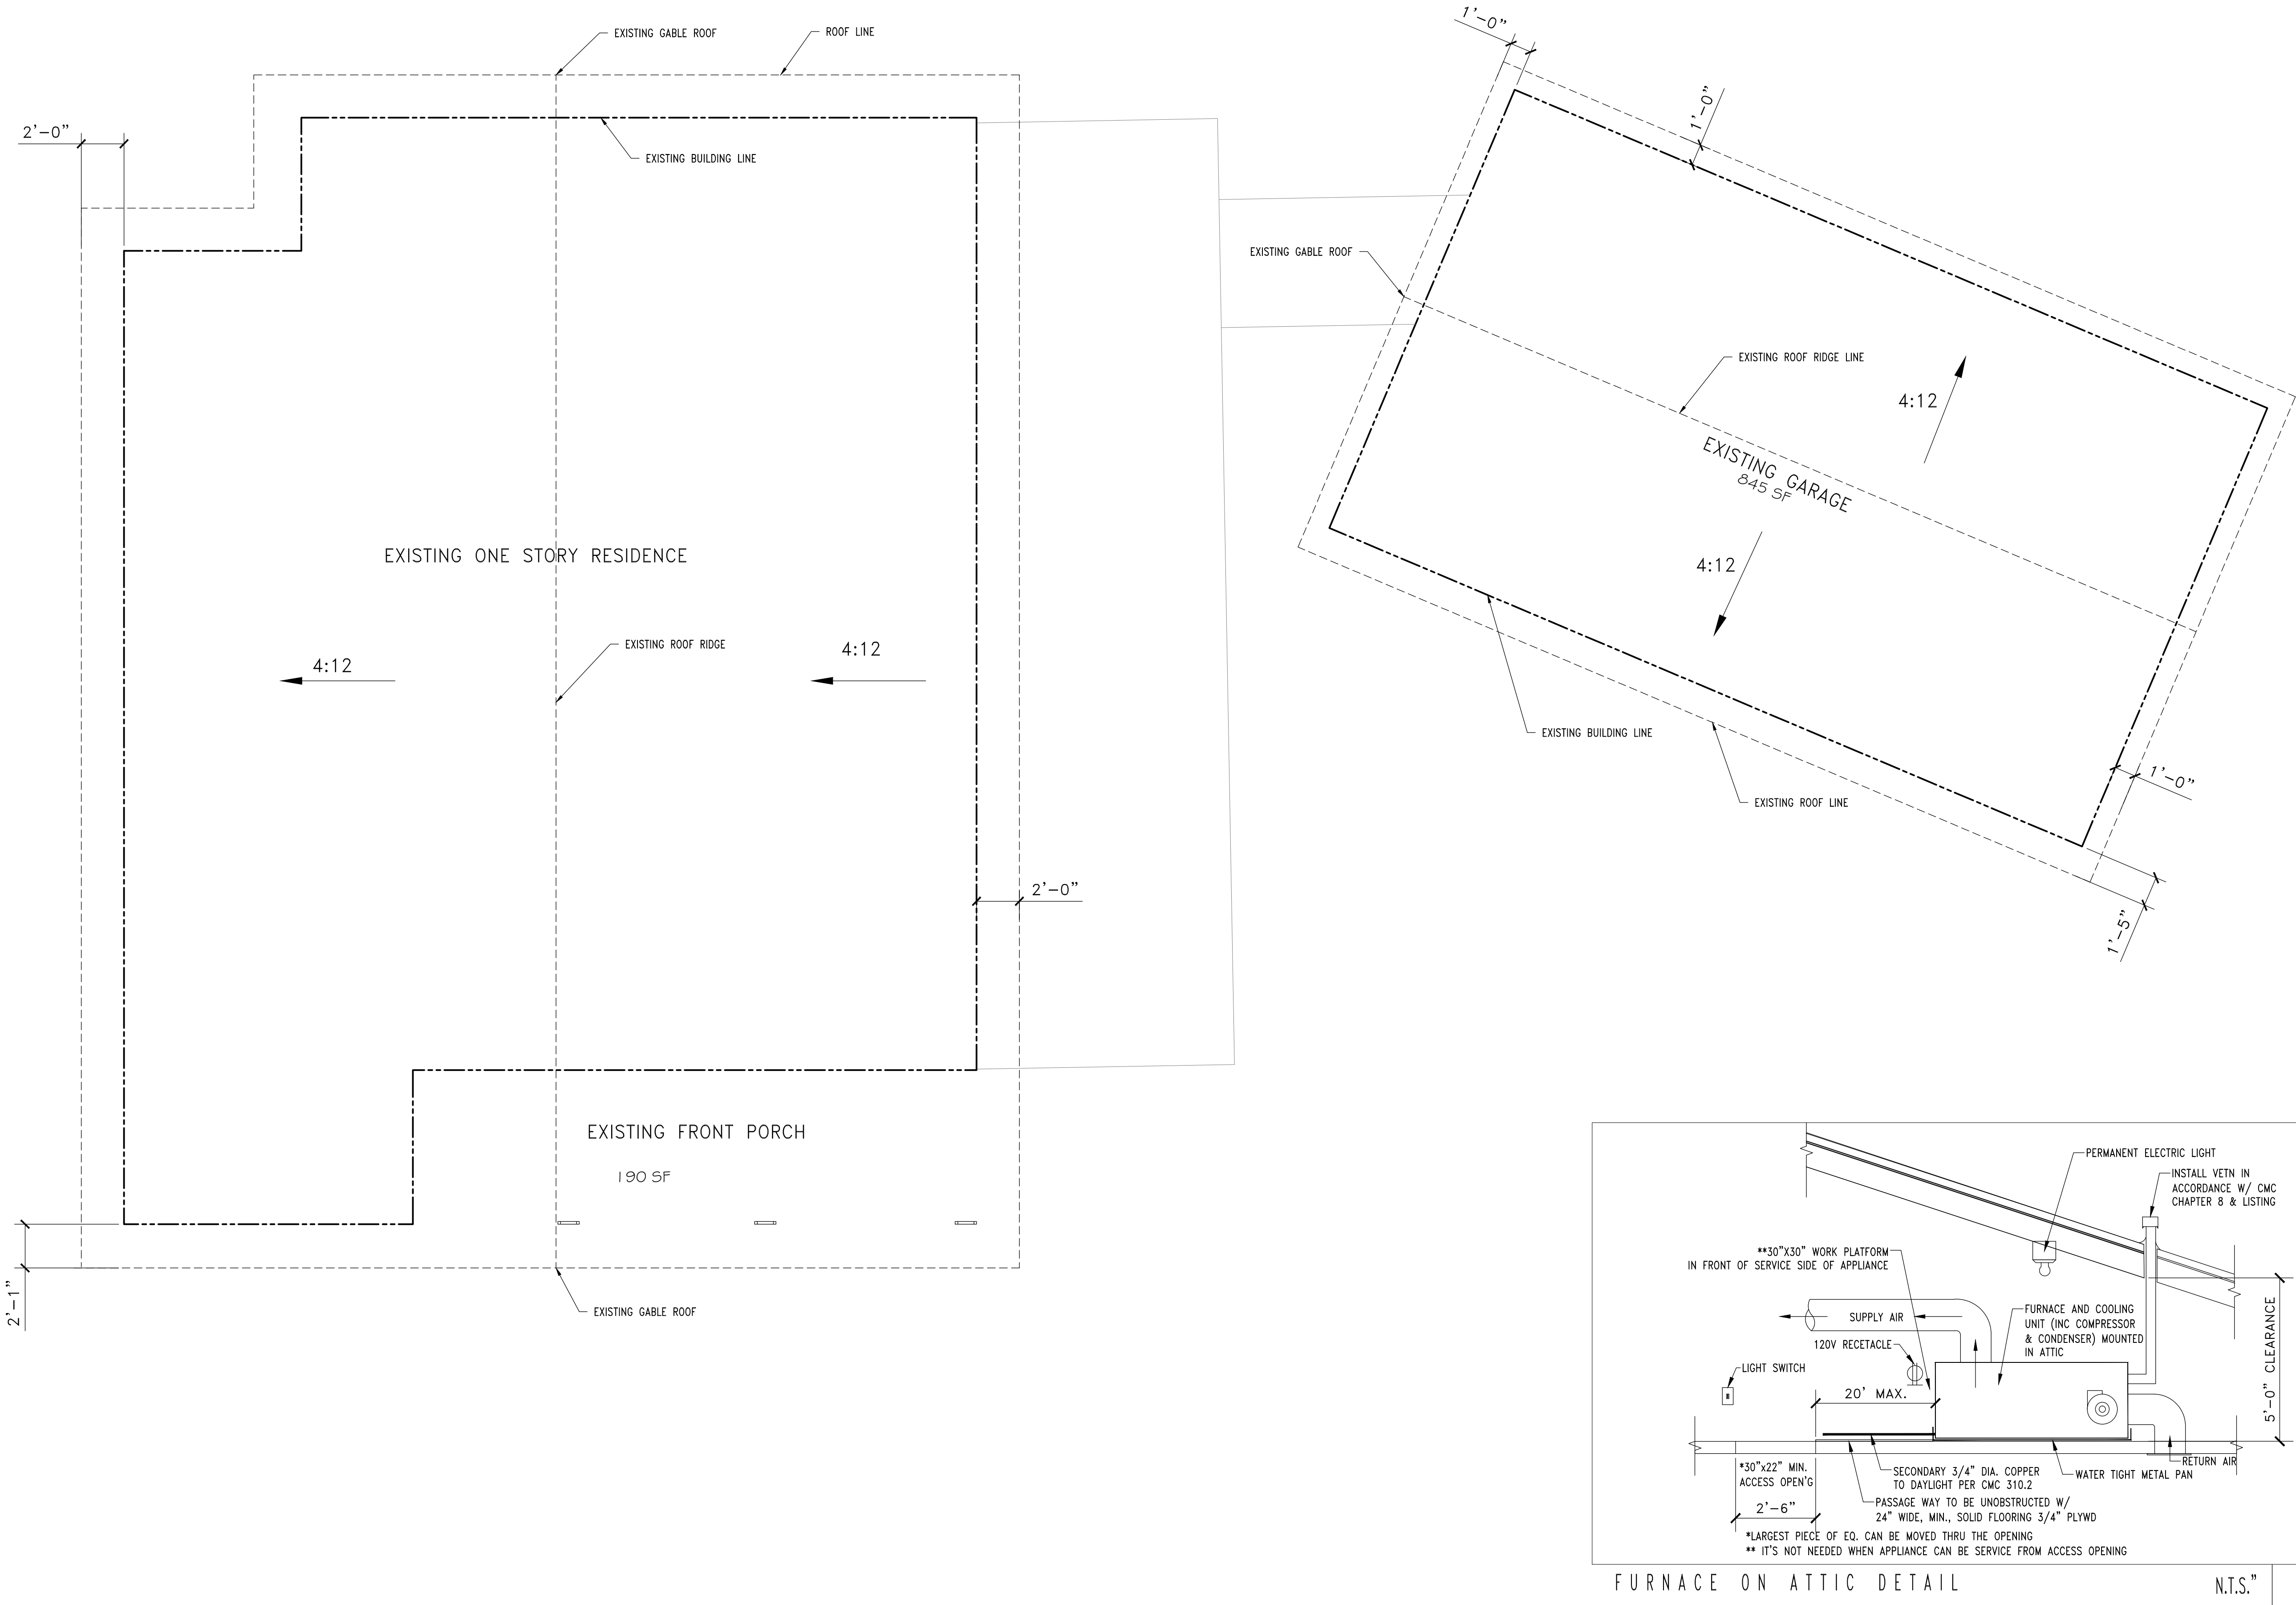 EXISTING GABLE ROOF
ROOF LINE
2'-0"
EXISTING BUILDING LINE
EXISTING ONE STORY RESIDENCE
EXISTING ROOF RIDGE
4:12
4:12
2'-0"
EXISTING FRONT PORCH
190 SF
2'-1"
EXISTING GABLE ROOF
1'-0"
1'-0"
EXISTING GABLE ROOF
EXISTING ROOF RIDGE LINE
4:12
EXISTING GARAGE
845 SF
4:12
EXISTING BUILDING LINE
EXISTING ROOF LINE
1'-0"
1'-5"
PERMANENT ELECTRIC LIGHT
INSTALL VETN IN
ACCORDANCE W/ CMC
CHAPTER 8 & LISTING
**30"X30" WORK PLATFORM
IN FRONT OF SERVICE SIDE OF APPLIANCE
SUPPLY AIR
FURNACE AND COOLING
UNIT (INC COMPRESSOR
& CONDENSER) MOUNTED
IN ATTIC
120V RECETACLE
LIGHT SWITCH
20' MAX.
5'-0" CLEARANCE
*30"x22" MIN.
ACCESS OPEN'G
2'-6"
SECONDARY 3/4" DIA. COPPER
TO DAYLIGHT PER CMC 310.2
WATER TIGHT METAL PAN
RETURN AIR
PASSAGE WAY TO BE UNOBSTRUCTED W/
24" WIDE, MIN., SOLID FLOORING 3/4" PLYWD
*LARGEST PIECE OF EQ. CAN BE MOVED THRU THE OPENING
** IT'S NOT NEEDED WHEN APPLIANCE CAN BE SERVICE FROM ACCESS OPENING
FURNACE ON ATTIC DETAIL
N.T.S."